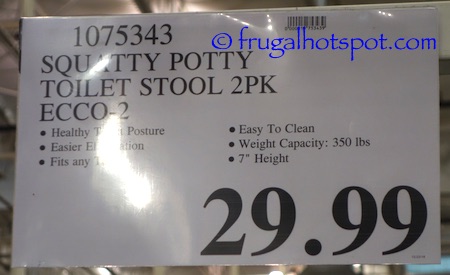 1075343
© frugalhotspot.com
SQUATTY POTTY
TOILET STOOL 2PK
ECCO-2
• Healthy Posture
• Easier
• Fits any
• Easy To Clean
• Weight Capacity: 350 lbs
• 7" Height
29.99